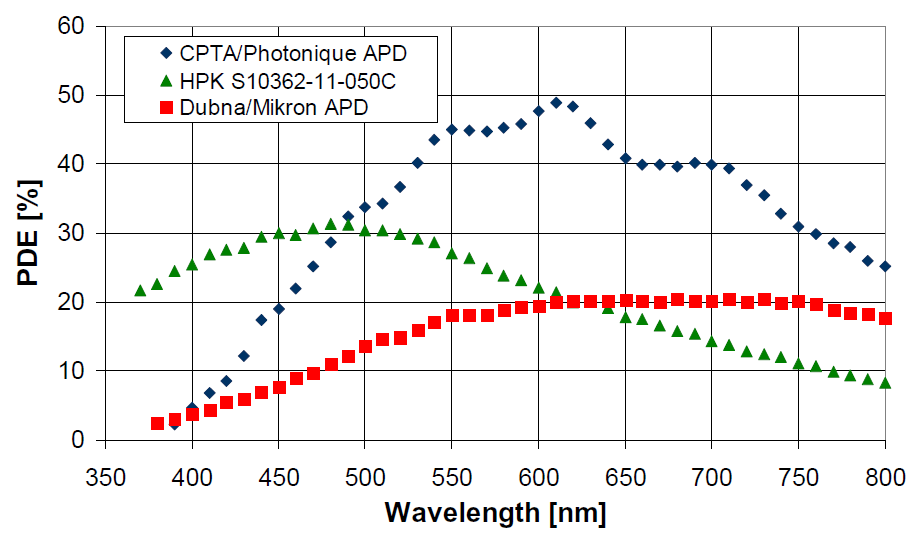 60
50
40
30
20
10
0
PDE [%]
CPTA/Photonique APD
HPK S10362-11-050C
Dubna/Mikron APD
350 400 450 500 550 600 650 700 750 800
Wavelength [nm]